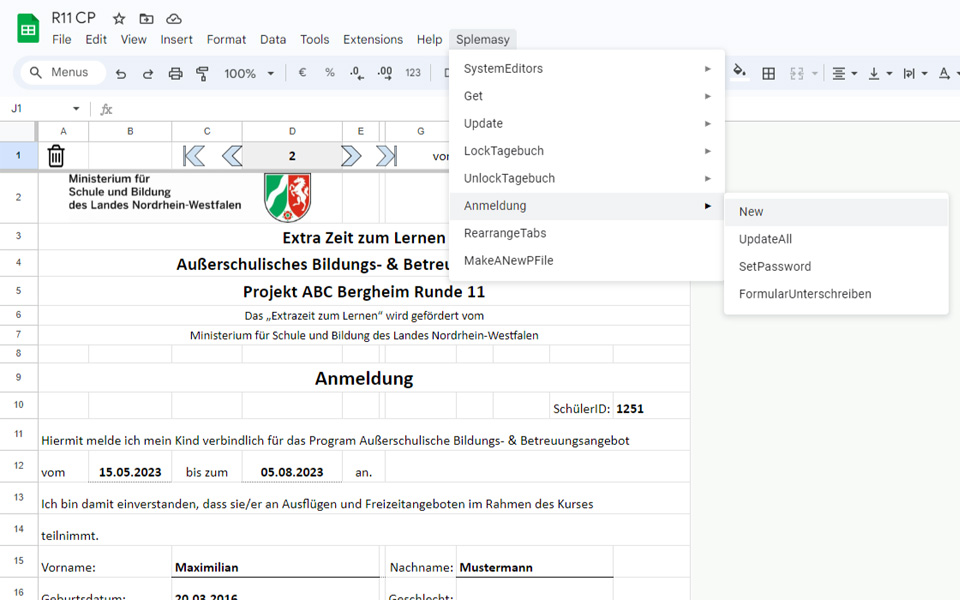 R11 CP
File Edit View Insert Format Data Tools Extensions Help Splemasy
Menus 100% € % .0 .00 123
J1 fx
SystemEditors
Get
Update
LockTagebuch
UnlockTagebuch
Anmeldung
RearrangeTabs
MakeANewPFile
New
UpdateAll
SetPassword
FormularUnterschreiben
A B C D E G
1 2
2 Ministerium für
Schule und Bildung
des Landes Nordrhein-Westfalen
3 Extra Zeit zum Lernen
4 Außerschulisches Bildungs- &
5 Projekt ABC Bergheim Runde 11
6 Das „Extrazeit zum Lernen“ wird gefördert vom
7 Ministerium für Schule und Bildung des Landes Nordrhein-Westfalen
8
9 Anmeldung
10 SchülerID: 1251
11 Hiermit melde ich mein Kind verbindlich für das Program Außerschulische Bildungs- & Betreuungsangebot
12 vom 15.05.2023 bis zum 05.08.2023 an.
13 Ich bin damit einverstanden, dass sie/er an Ausflügen und Freizeitangeboten im Rahmen des Kurses
14 teilnimmt.
15 Vorname: Maximilian Nachname: Mustermann
16 Geburtsdatum: 20.03.2016 Geschlecht: